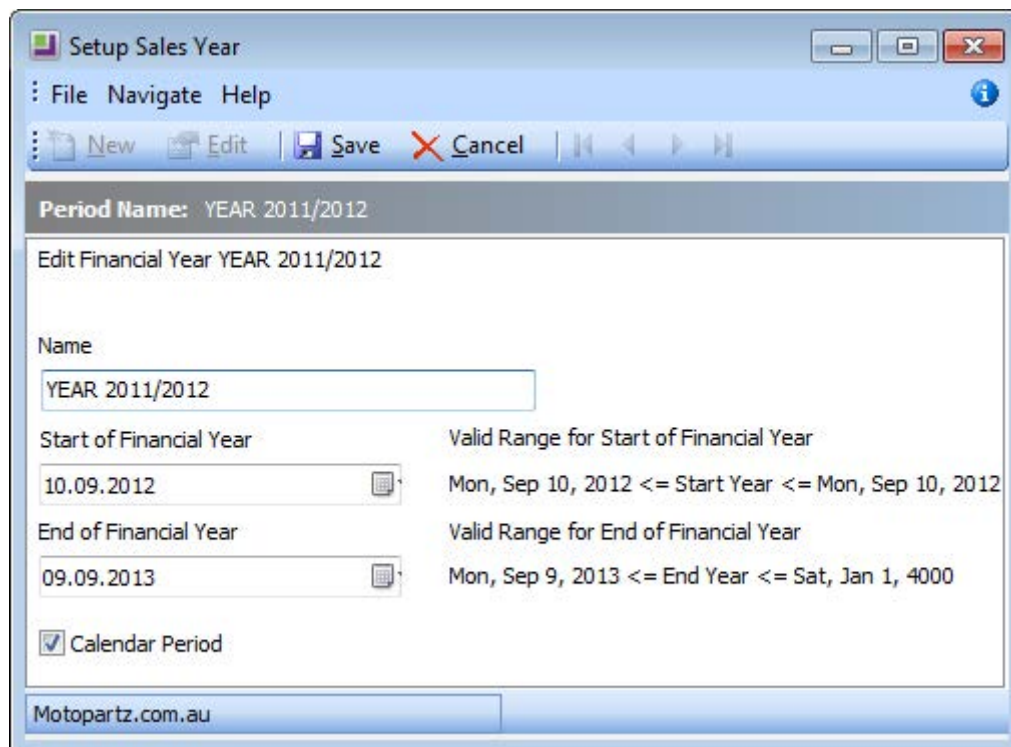 Setup Sales Year
File Navigate Help
New Edit Save Cancel
Period Name: YEAR 2011/2012
Edit Financial Year YEAR 2011/2012
Name
YEAR 2011/2012
Start of Financial Year Valid Range for Start of Financial Year
10.09.2012 Mon, Sep 10, 2012 <= Start Year <= Mon, Sep 10, 2012
End of Financial Year Valid Range for End of Financial Year
09.09.2013 Mon, Sep 9, 2013 <= End Year <= Sat, Jan 1, 4000
Calendar Period
Motopartz.com.au